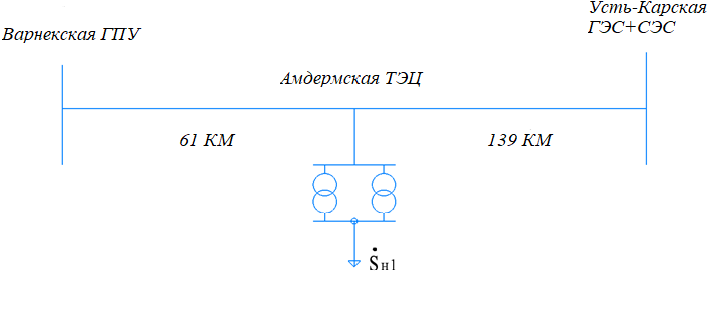 Усть-Карская
ГЭС+СЭС
Варнекская ГПУ
Амдермская ТЭЦ
61 КМ
139 КМ
Ṡн1